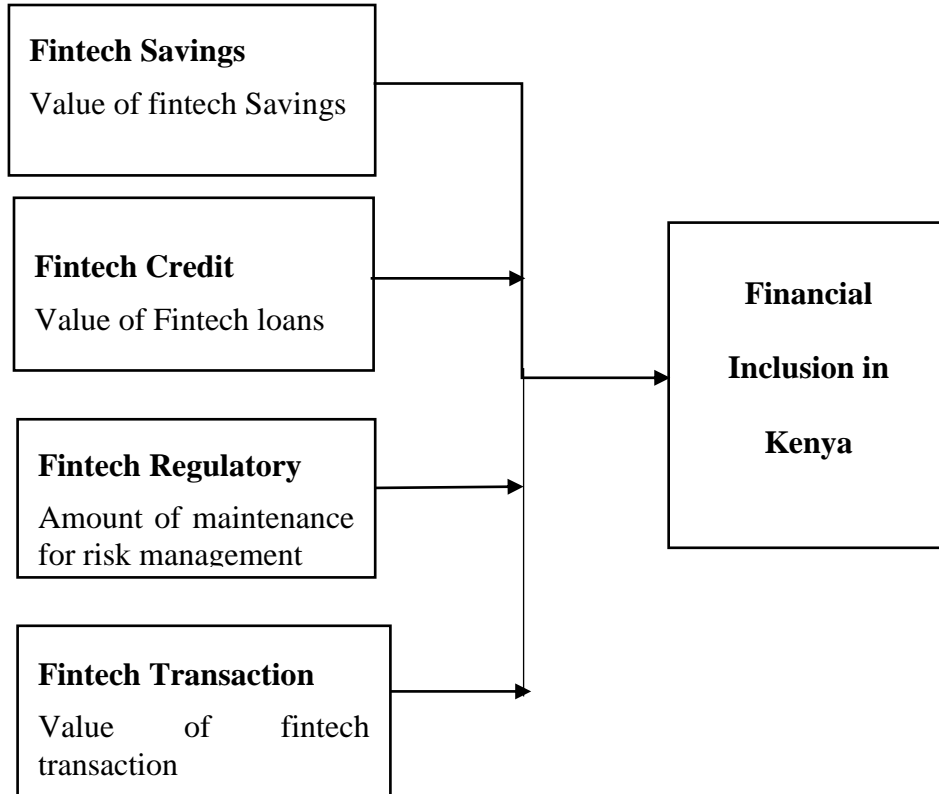 Fintech Savings
Value of fintech Savings
Fintech Credit
Value of Fintech loans
Fintech Regulatory
Amount of maintenance
for risk management
Fintech Transaction
Value of fintech
transaction
Financial
Inclusion in
Kenya